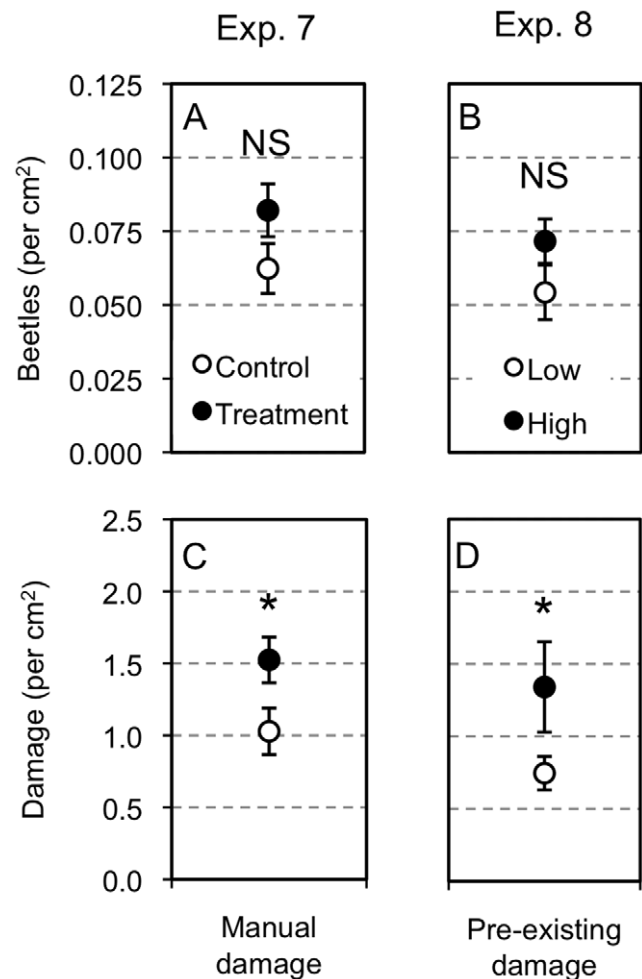 Exp. 7
Exp. 8
Beetles (per cm²)
0.125
0.100
0.075
0.050
0.025
0.000
A
NS
Control
Treatment
B
NS
Low
High
Damage (per cm²)
2.5
2.0
1.5
1.0
0.5
0.0
C
*
D
*
Manual
damage
Pre-existing
damage